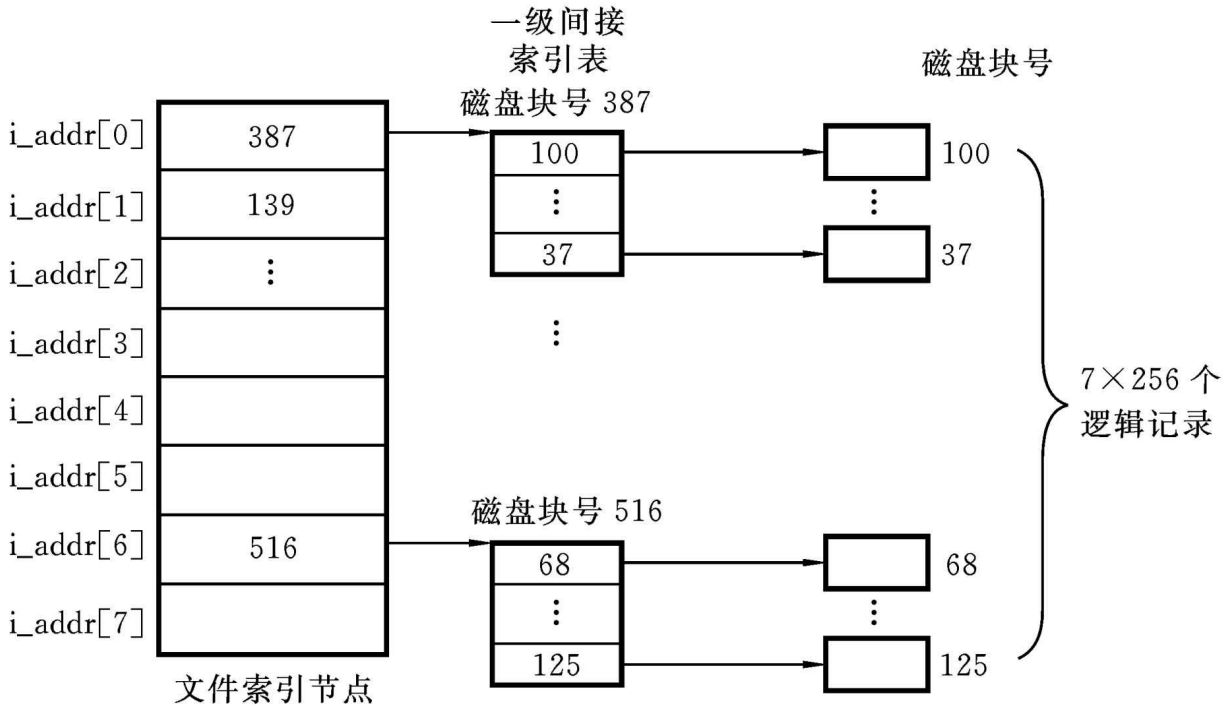 一级间接
索引表
磁盘块号 387
磁盘块号
i_addr[0]
387
100
100
i_addr[1]
139
⋮
⋮
37
37
i_addr[2]
⋮
i_addr[3]
⋮
i_addr[4]
7×256 个
逻辑记录
i_addr[5]
磁盘块号 516
i_addr[6]
516
68
68
⋮
⋮
i_addr[7]
125
125
文件索引节点